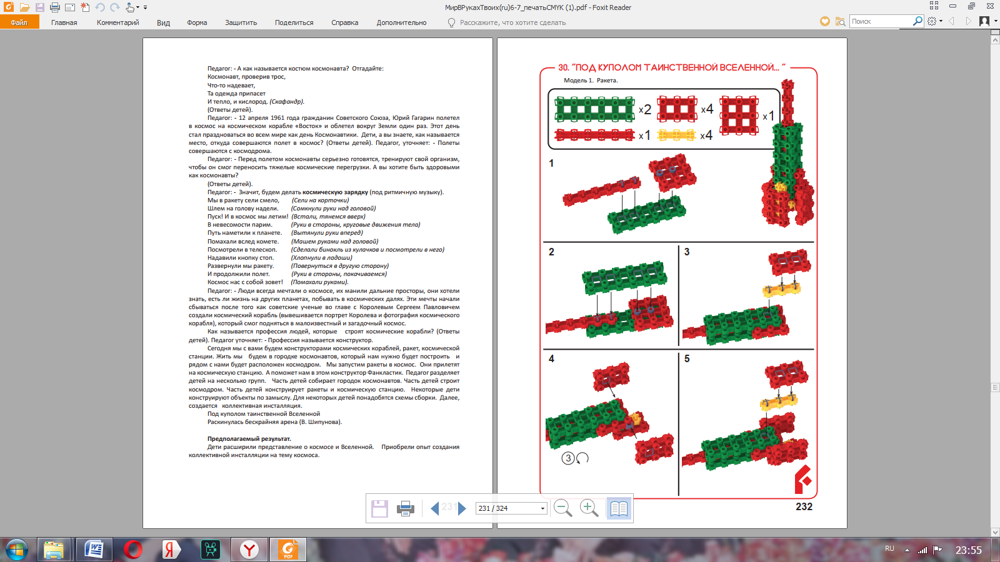 МирВРукахТвоих(ru)6-7_печатьCMYK (1).pdf - Foxit Reader
Файл
Главная
Комментарий
Вид
Форма
Защитить
Поделиться
Справка
Дополнительно
Расскажите, что хотите сделать
Поиск
Педагог: - А как называется костюм космонавта? Отгадайте:
Космонавт, проверив трос,
Что-то надевает,
Та одежда припасет
И тепло, и кислород. (Скафандр).
(Ответы детей).
Педагог: - 12 апреля 1961 года гражданин Советского Союза, Юрий Гагарин полетел
в космос на космическом корабле «Восток» и облетел вокруг Земли один раз. Этот день
стал праздноваться во всем мире как день Космонавтики. Дети, а вы знаете, как называется
место, откуда совершаются полет в космос? (Ответы детей). Педагог, уточняет: - Полеты
совершаются с космодрома.
Педагог: - Перед полетом космонавты серьезно готовятся, тренируют свой организм,
чтобы он смог переносить тяжелые космические перегрузки. А вы хотите быть здоровыми
как космонавты?
(Ответы детей).
Педагог: - Значит, будем делать космическую зарядку (под ритмичную музыку).
Мы в ракету сели смело, (Сели на корточки)
Шлем на голову надели. (Сомкнули руки над головой)
Пуск! И в космос мы летим! (Встали, тянемся вверх)
В невесомости парим. (Руки в стороны, круговые движения тела)
Путь наметили к планете. (Вытянули руки вперед)
Помахали вслед комете. (Машем руками над головой)
Посмотрели в телескоп. (Сделали бинокль из кулачков и посмотрели в него)
Надавили кнопку стоп. (Хлопнули в ладоши)
Развернули мы ракету. (Повернуться в другую сторону)
И продолжили полет. (Руки в стороны, покачиваемся)
Космос нас с собой зовет! (Помахали руками).
Педагог: - Люди всегда мечтали о космосе, их манили дальние просторы, они хотели
знать, есть ли жизнь на других планетах, побывать в космических далях. Эти мечты начали
сбываться после того как советские ученые во главе с Королевым Сергеем Павловичем
создали космический корабль (вывешивается портрет Королева и фотография космического
корабля), который смог подняться в малоизвестный и загадочный космос.
Как называется профессия людей, которые строят космические корабли? (Ответы
детей). Педагог уточняет: - Профессия называется конструктор.
Сегодня мы с вами будем конструкторами космических кораблей, ракет, космической
станции. Жить мы будем в городке космонавтов, который нам нужно будет построить и
рядом с нами будет расположен космодром. Мы запустим ракеты в космос. Они прилетят
на космическую станцию. А поможет нам в этом конструктор Фанкластик. Педагог разделяет
детей на несколько групп. Часть детей собирает городок космонавтов. Часть детей строит
космодром. Часть детей конструирует ракеты и космическую станцию. Некоторые дети
конструируют объекты по замыслу. Для некоторых детей понадобятся схемы сборки. Далее,
создается коллективная инсталляция.
Под куполом таинственной Вселенной
Раскинулась бескрайняя арена (В. Шипунова).
Предполагаемый результат.
Дети расширили представление о космосе и Вселенной. Приобрели опыт создания
коллективной инсталляции на тему космоса.
231
30. "ПОД КУПОЛОМ ТАИНСТВЕННОЙ ВСЕЛЕННОЙ... "
Модель 1. Ракета.
x2
x4
x1
x1
x4
1
2
3
4
3
5
232
231 / 324
PDF
RU
23:55